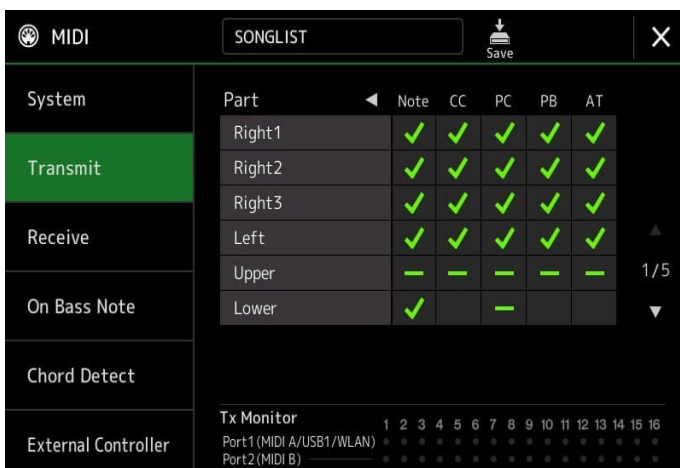 MIDI
SONGLIST
Save
System
Transmit
Receive
On Bass Note
Chord Detect
External Controller
Part Note CC PC PB AT
Right1
Right2
Right3
Left
Upper
Lower
1/5
Tx Monitor 1 2 3 4 5 6 7 8 9 10 11 12 13 14 15 16
Port1(MIDI A/USB1/WLAN)
Port2(MIDI B)